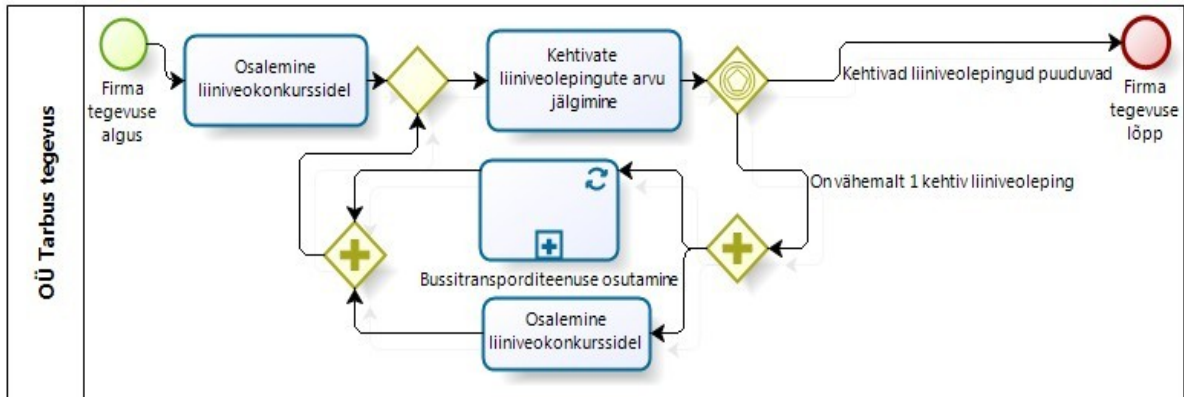 OÜ Tarbus tegevus
Firma
tegevuse
algus
Osalemine
liiniveokonkurssidel
Kehtivate
liiniveolepingute arvu
jälgimine
Kehtivad liiniveolepingud puuduvad
Firma
tegevuse
lõpp
On vähemalt 1 kehtiv liiniveoleping
Bussitransporditeenuse osutamine
Osalemine
liiniveokonkurssidel